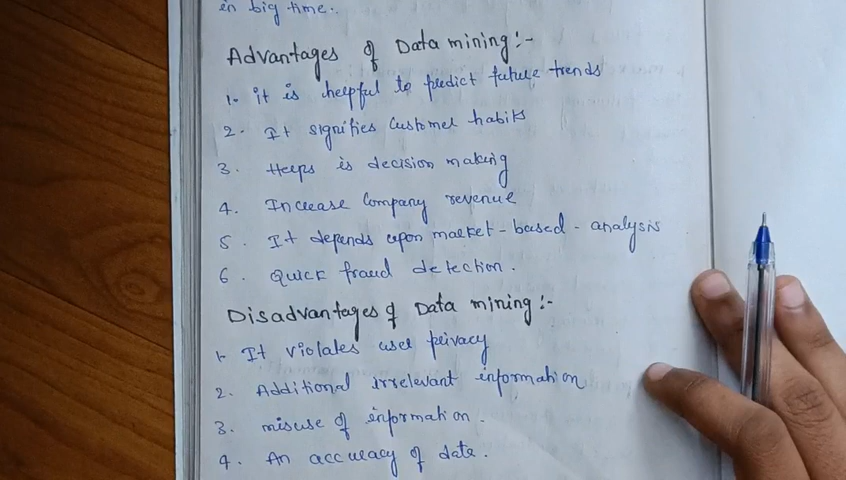 in big time.
Advantages of Data mining:-
1. it is helpful to predict future trends
2. It signifies customer habits
3. Helps is decision making
4. Increase Company revenue
5. It depends upon market-based-analysis
6. Quick fraud detection.
Disadvantages of Data mining:-
1. It violates user privacy
2. Additional irrelevant information
3. misuse of information.
4. An accuracy of data.